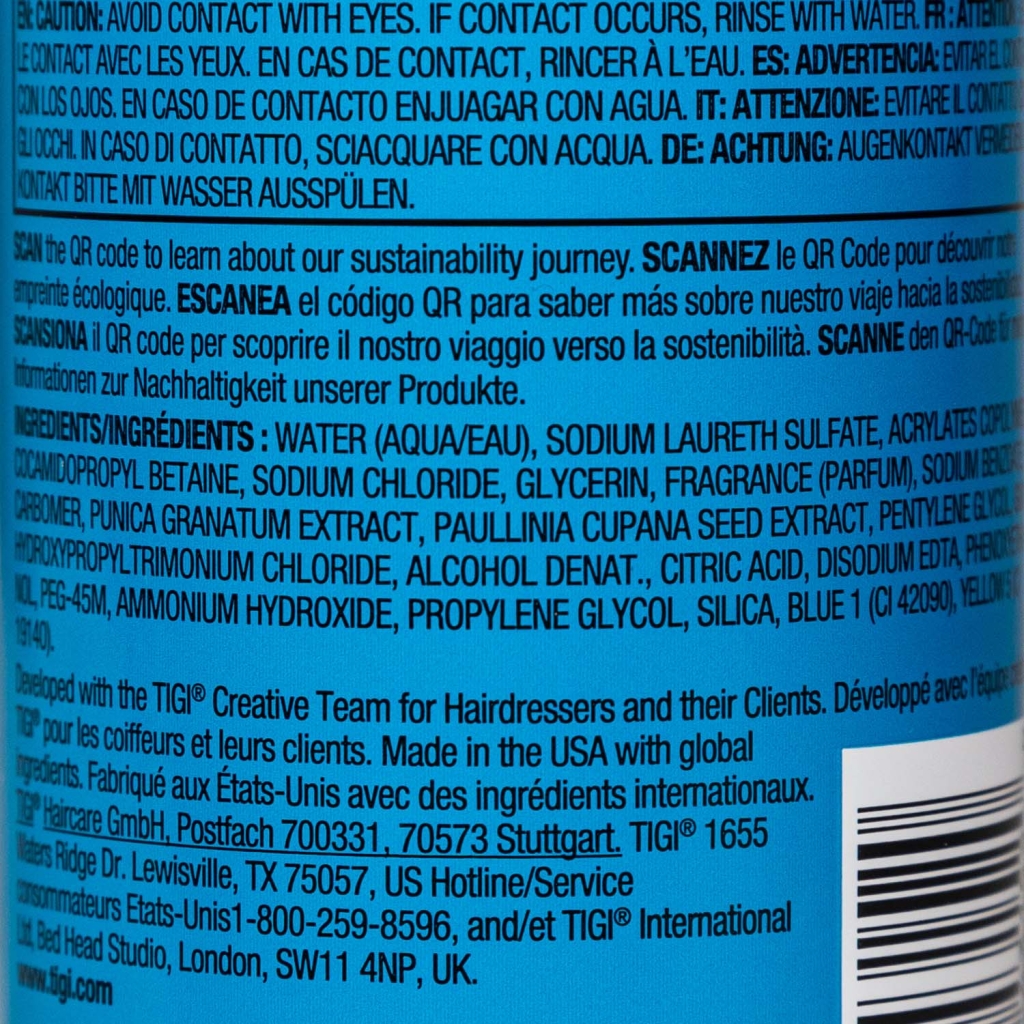 EN: CAUTION: AVOID CONTACT WITH EYES. IF CONTACT OCCURS, RINSE WITH WATER. FR :
LE CONTACT AVEC LES YEUX. EN CAS DE CONTACT, RINCER À L'EAU. ES: ADVERTENCIA: EVITAR EL
CON LOS OJOS. EN CASO DE CONTACTO ENJUAGAR CON AGUA. IT: ATTENZIONE: EVITARE IL CONTATTO
GLI OCCHI. IN CASO DI CONTATTO, SCIACQUARE CON ACQUA. DE: ACHTUNG: AUGENKONTAKT
KONTAKT BITTE MIT WASSER AUSSPÜLEN.
SCAN the QR code to learn about our sustainability journey. SCANNEZ le QR Code pour découvrir notre
empreinte écologique. ESCANEA el código QR para saber más sobre nuestro viaje hacia la
SCANSIONA il QR code per scoprire il nostro viaggio verso la sostenibilità. SCANNE den QR-Code für
Informationen zur Nachhaltigkeit unserer Produkte.
INGREDIENTS/INGRÉDIENTS : WATER (AQUA/EAU), SODIUM LAURETH SULFATE, ACRYLATES
COCAMIDOPROPYL BETAINE, SODIUM CHLORIDE, GLYCERIN, FRAGRANCE (PARFUM), SODIUM
CARBOMER, PUNICA GRANATUM EXTRACT, PAULLINIA CUPANA SEED EXTRACT, PENTYLENE GLYCOL,
HYDROXYPROPYLTRIMONIUM CHLORIDE, ALCOHOL DENAT., CITRIC ACID, DISODIUM EDTA,
NOL, PEG-45M, AMMONIUM HYDROXIDE, PROPYLENE GLYCOL, SILICA, BLUE 1 (CI 42090), YELLOW 5
19140).
Developed with the TIGI® Creative Team for Hairdressers and their Clients. Développé avec l'équipe
TIGI® pour les coiffeurs et leurs clients. Made in the USA with global
ingredients. Fabriqué aux États-Unis avec des ingrédients internationaux.
TIGI® Haircare GmbH, Postfach 700331, 70573 Stuttgart. TIGI® 1655
Waters Ridge Dr. Lewisville, TX 75057, US Hotline/Service
consommateurs Etats-Unis1-800-259-8596, and/et TIGI® International
Ltd, Bed Head Studio, London, SW11 4NP, UK.
www.tigi.com